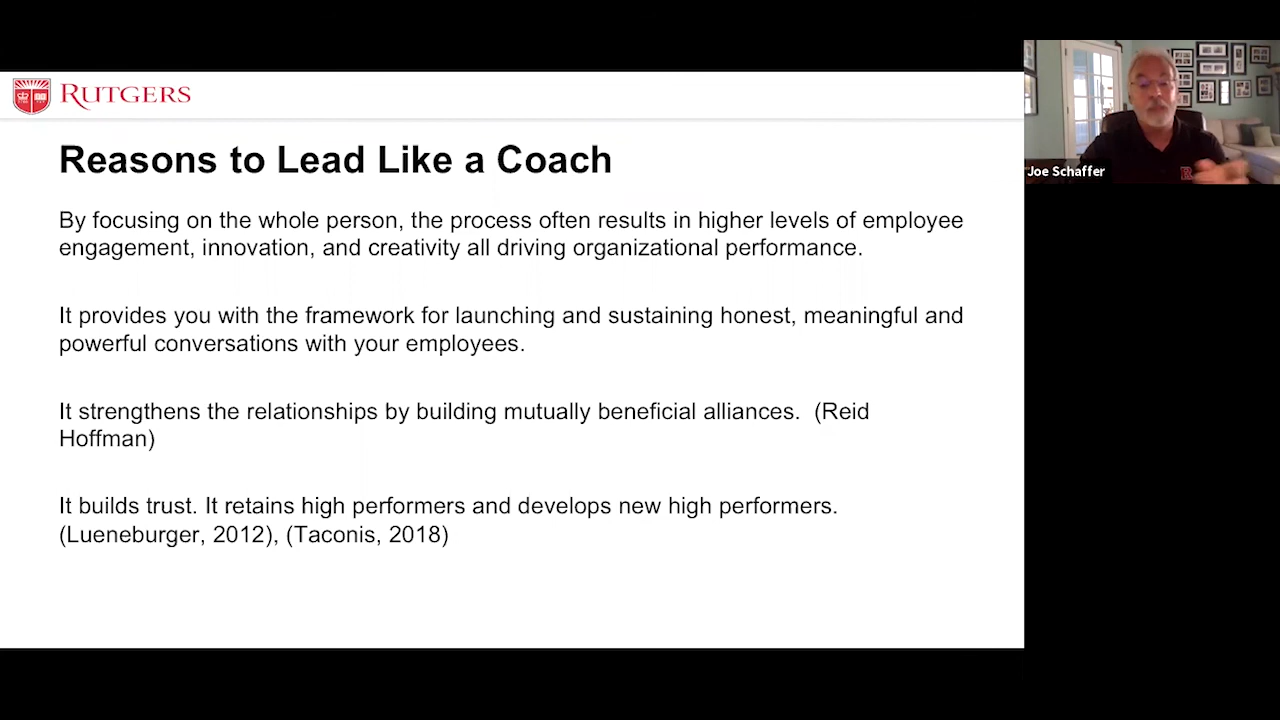 RUTGERS
Reasons to Lead Like a Coach
By focusing on the whole person, the process often results in higher levels of employee
engagement, innovation, and creativity all driving organizational performance.
It provides you with the framework for launching and sustaining honest, meaningful and
powerful conversations with your employees.
It strengthens the relationships by building mutually beneficial alliances.  (Reid
Hoffman)
It builds trust. It retains high performers and develops new high performers.
(Lueneburger, 2012), (Taconis, 2018)
Joe Schaffer
R